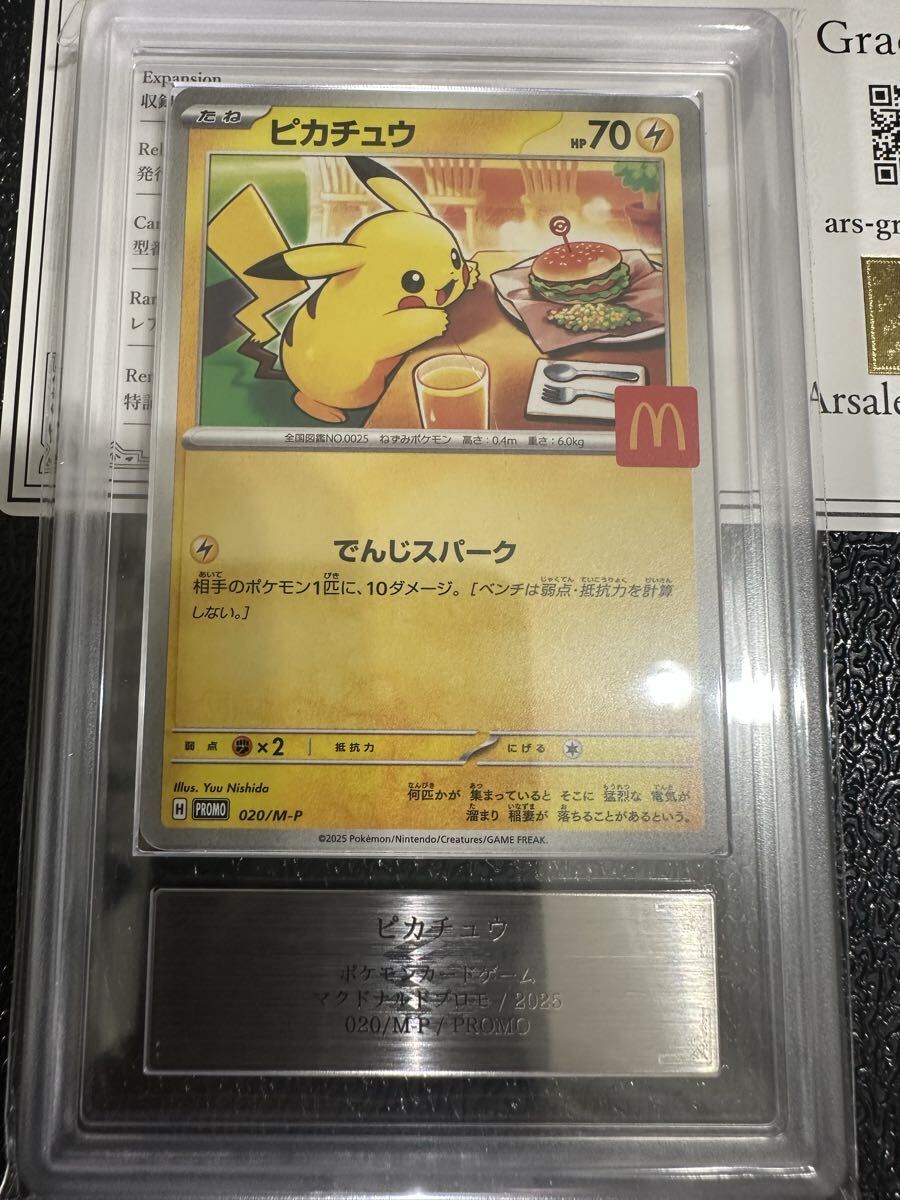 Expansion
収録
Rel
発行
Car
型番
Rar
レア
Rem
特記
Grad
ars-gr
Arsale
たね
ピカチュウ
HP70
全国図鑑NO.0025 ねずみポケモン 高さ:0.4m 重さ:6.0kg
でんじスパーク
相手のポケモン1匹に、10ダメージ。[ベンチは弱点・抵抗力を計算
しない。]
弱点 ×2 抵抗力 にげる
Illus. Yuu Nishida
何匹かが 集まっていると そこに 猛烈な 電気が
溜まり 稲妻が 落ちることがあるという。
H PROMO 020/M-P
©2025 Pokémon/Nintendo/Creatures/GAME FREAK.
ピカチュウ
ポケモンカードゲーム
マクドナルドプロモ / 2025
020/M-P / PROMO